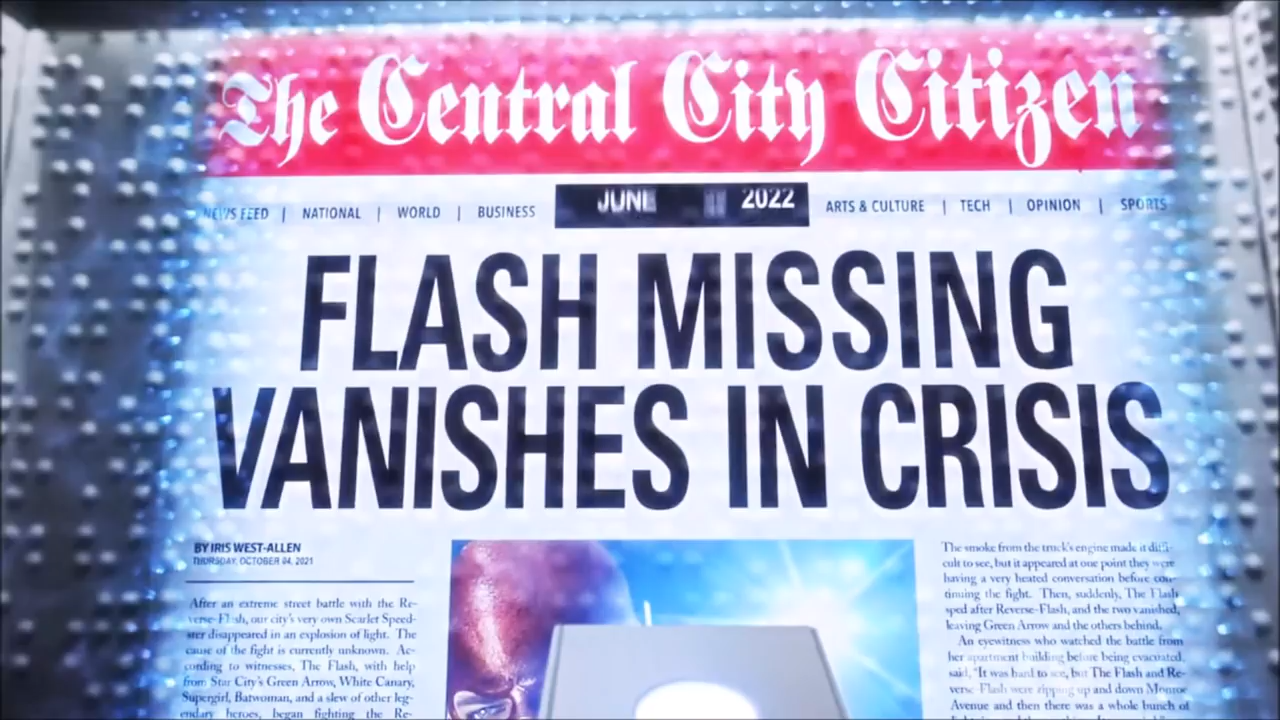 The Central City Citizen
NEWS FEED | NATIONAL | WORLD | BUSINESS
JUNE 2022
ARTS & CULTURE | TECH | OPINION | SPORTS
FLASH MISSING
VANISHES IN CRISIS
BY IRIS WEST-ALLEN
THURSDAY, OCTOBER 04, 2021
After an extreme street battle with the Re-
verse-Flash, our city's very own Scarlet Speed-
ster disappeared in an explosion of light. The
cause of the fight is currently unknown. Ac-
cording to witnesses, The Flash, with help
from Star City's Green Arrow, White Canary,
Supergirl, Batwoman, and a slew of other leg-
endary heroes, began fighting the Re-
The smoke from the truck's engine made it diffi-
cult to see, but it appeared at one point they were
having a very heated conversation before con-
tinuing the fight. Then, suddenly, The Flash
sped after Reverse-Flash, and the two vanished,
leaving Green Arrow and the others behind.
An eyewitness who watched the battle from
her apartment building before being evacuated,
said, "It was hard to see, but The Flash and Re-
verse-Flash were ripping up and down Monroe
Avenue and then there was a whole bunch of